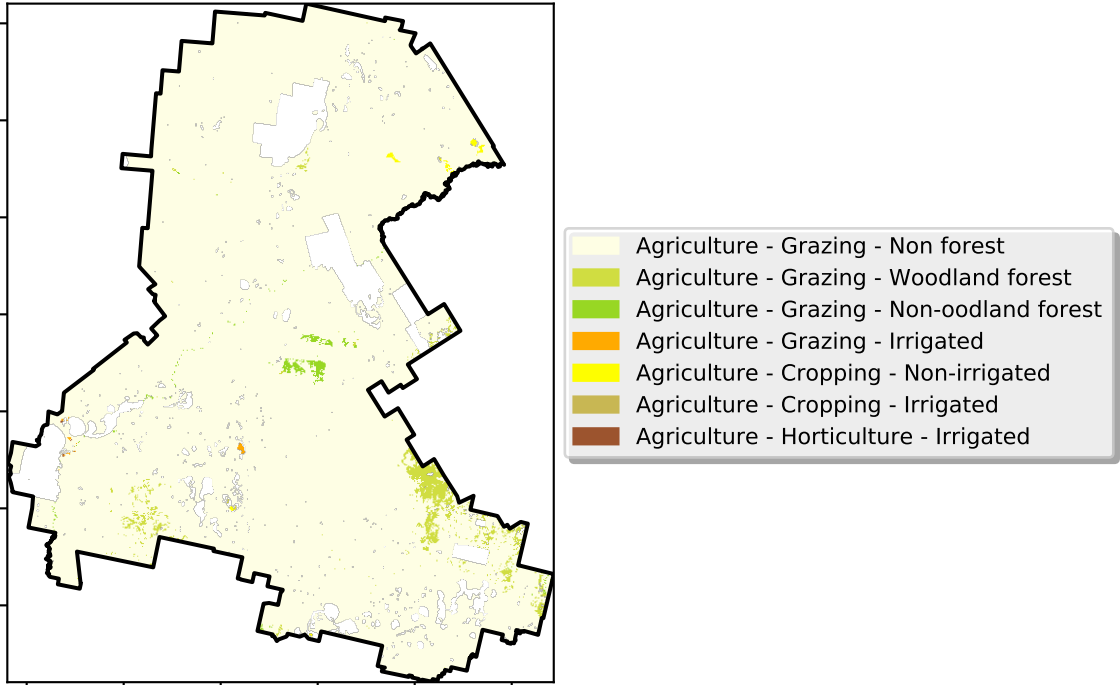 Agriculture - Grazing - Non forest
Agriculture - Grazing - Woodland forest
Agriculture - Grazing - Non-oodland forest
Agriculture - Grazing - Irrigated
Agriculture - Cropping - Non-irrigated
Agriculture - Cropping - Irrigated
Agriculture - Horticulture - Irrigated